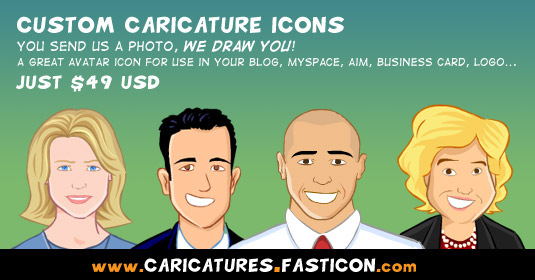 CUSTOM CARICATURE ICONS
YOU SEND US A PHOTO, WE DRAW YOU!
A GREAT AVATAR ICON FOR USE IN YOUR BLOG, MYSPACE, AIM, BUSINESS CARD, LOGO...
JUST $49 USD
www.CARICATURES.FASTICON.com